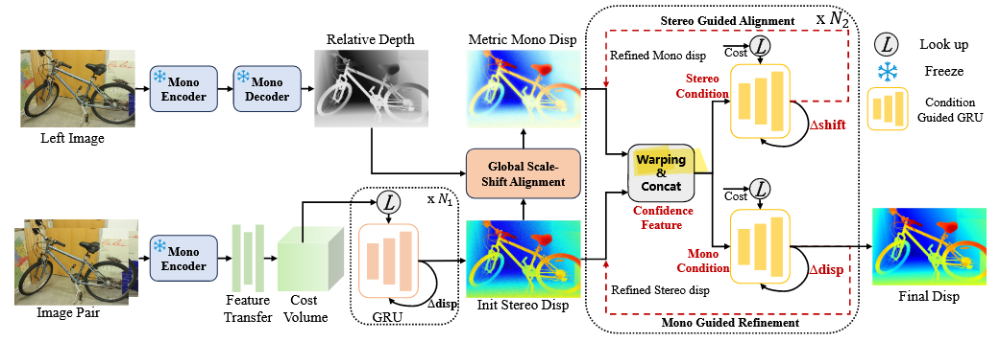 Stereo Guided Alignment
x N₂
Relative Depth
Metric Mono Disp
Refined Mono disp
Cost
L
L
Look up
Freeze
Condition
Guided GRU
Mono
Encoder
Mono
Decoder
Stereo
Condition
Δshift
Left Image
Global Scale-
Shift Alignment
Warping
&
Concat
Confidence
Feature
x N₁
L
Cost
L
Mono
Encoder
Mono
Condition
Δdisp
Δdisp
Refined Stereo disp
Feature
Transfer
Cost
Volume
GRU
Init Stereo Disp
Final Disp
Image Pair
Mono Guided Refinement